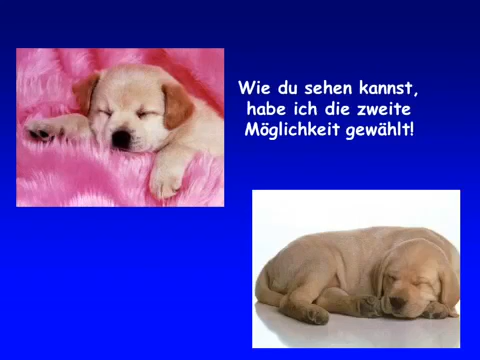 Wie du sehen kannst,
habe ich die zweite
Möglichkeit gewählt!